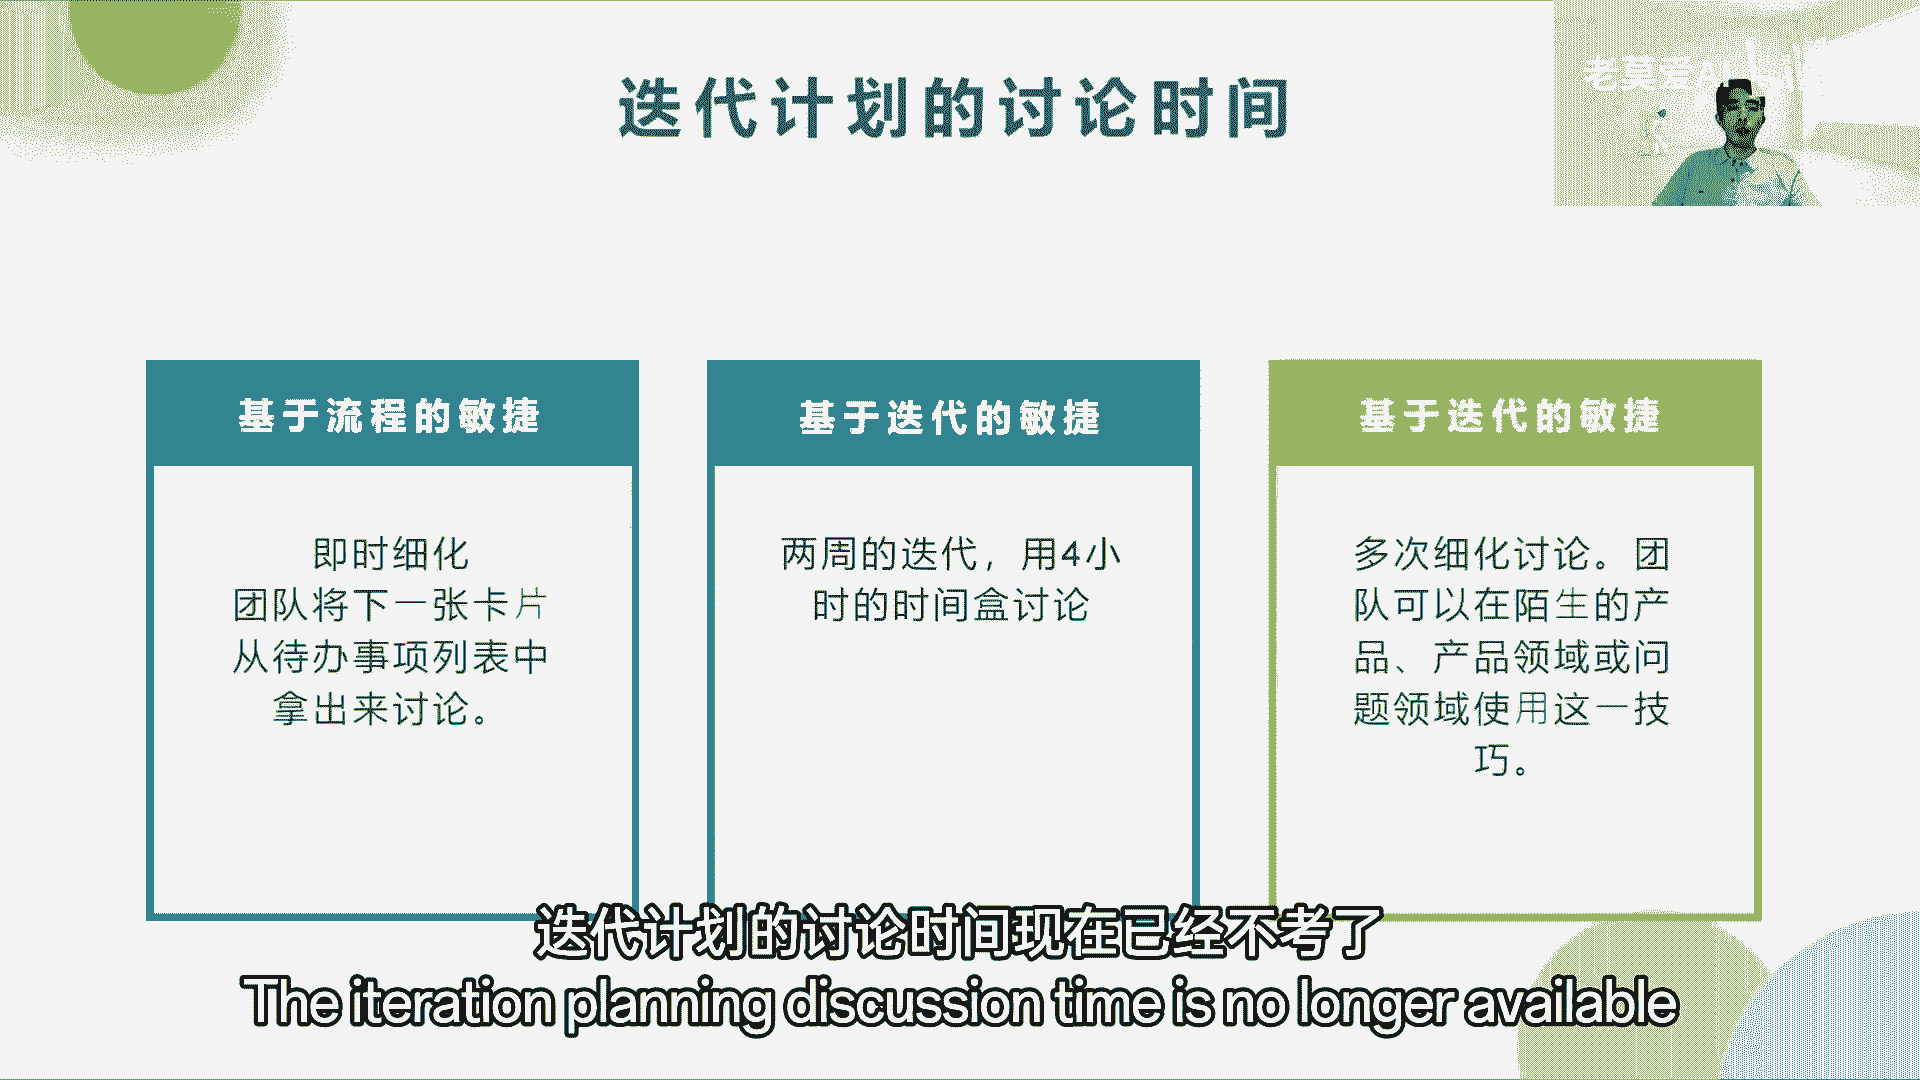 迭代计划的讨论时间
老莫爱A
基于流程的敏捷
即时细化
团队将下一张卡片
从待办事项列表中
拿出来讨论。
基于迭代的敏捷
两周的迭代，用4小
时的时间盒讨论
基于迭代的敏捷
多次细化讨论。团
队可以在陌生的产
品、产品领域或问
题领域使用这一技
巧。
迭代计划的讨论时间现在已经不考了
The iteration planning discussion time is no longer available